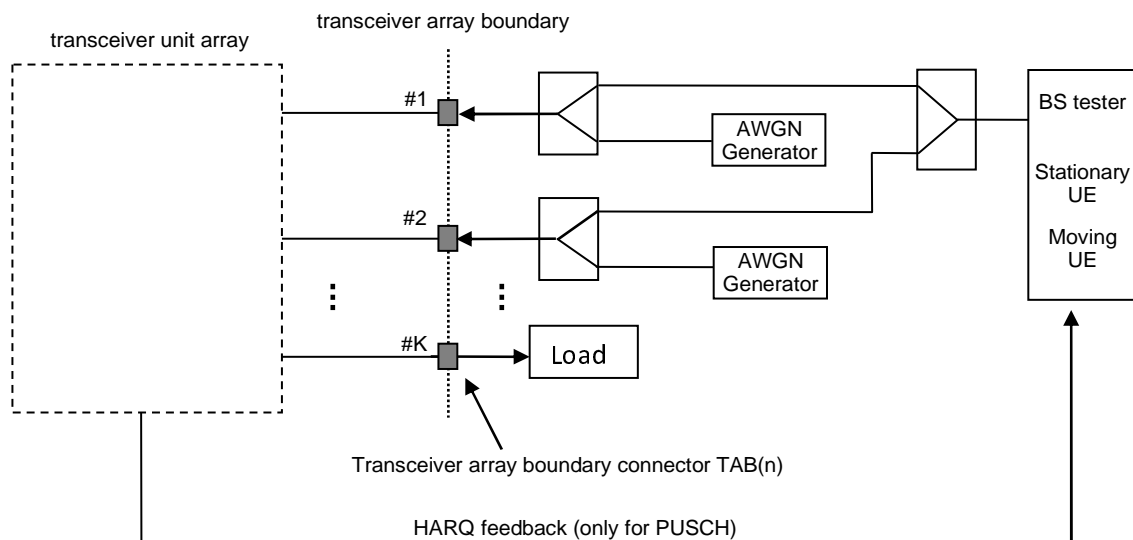 transceiver array boundary
transceiver unit array
#1
BS tester
AWGN
Generator
Stationary
UE
#2
Moving
UE
AWGN
Generator
#K
Load
Transceiver array boundary connector TAB(n)
HARQ feedback (only for PUSCH)